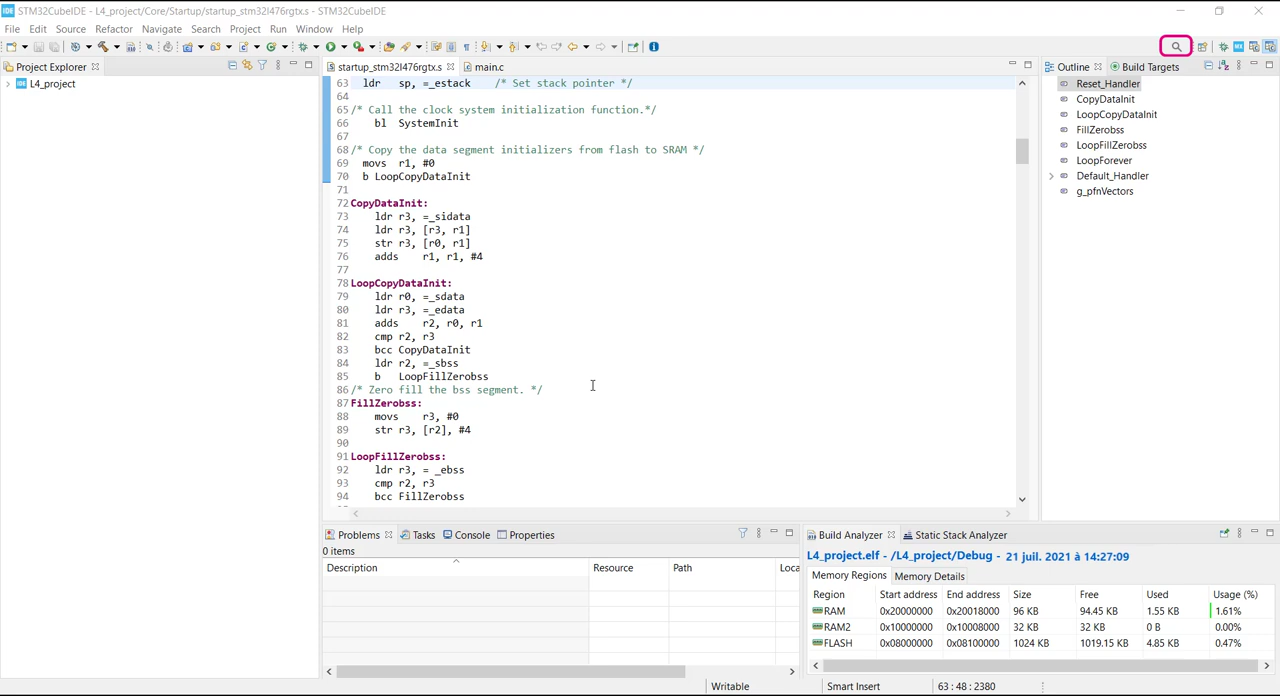 IDE STM32CubeIDE - L4_project/Core/Startup/startup_stm32l476rgtx.s - STM32CubeIDE
File Edit Source Refactor Navigate Search Project Run Window Help
Project Explorer startup_stm32l476rgtx.s main.c Outline Build Targets
IDE L4_project
63 ldr sp, =_estack /* Set stack pointer */
64
65 /* Call the clock system initialization function.*/
66 bl SystemInit
67
68 /* Copy the data segment initializers from flash to SRAM */
69 movs r1, #0
70 b LoopCopyDataInit
71
72 CopyDataInit:
73 ldr r3, =_sidata
74 ldr r3, [r3, r1]
75 str r3, [r0, r1]
76 adds r1, r1, #4
77
78 LoopCopyDataInit:
79 ldr r0, =_sdata
80 ldr r3, =_edata
81 adds r2, r0, r1
82 cmp r2, r3
83 bcc CopyDataInit
84 ldr r2, =_sbss
85 b LoopFillZerobss
86 /* Zero fill the bss segment. */
87 FillZerobss:
88 movs r3, #0
89 str r3, [r2], #4
90
91 LoopFillZerobss:
92 ldr r3, = _ebss
93 cmp r2, r3
94 bcc FillZerobss
Reset_Handler
CopyDataInit
LoopCopyDataInit
FillZerobss
LoopFillZerobss
LoopForever
Default_Handler
g_pfnVectors
Problems Tasks Console Properties
0 items
Description Resource Path Loca
Build Analyzer Static Stack Analyzer
L4_project.elf - /L4_project/Debug - 21 juil. 2021 à 14:27:09
Memory Regions Memory Details
Region Start address End address Size Free Used Usage (%)
RAM 0x20000000 0x20018000 96 KB 94.45 KB 1.55 KB 1.61%
RAM2 0x10000000 0x10008000 32 KB 32 KB 0 B 0.00%
FLASH 0x08000000 0x08100000 1024 KB 1019.15 KB 4.85 KB 0.47%
Writable Smart Insert 63 : 48 : 2380